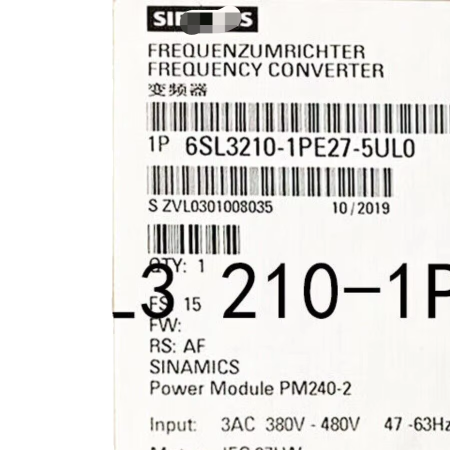 FREQUENZUMRICHTER
FREQUENCY CONVERTER
变频器
1P 6SL3210-1PE27-5UL0
S ZVL0301008035 10/2019
QTY: 1
L3 210-1P
FS: 15
FW:
RS: AF
SINAMICS
Power Module PM240-2
Input: 3AC 380V - 480V 47 -63Hz